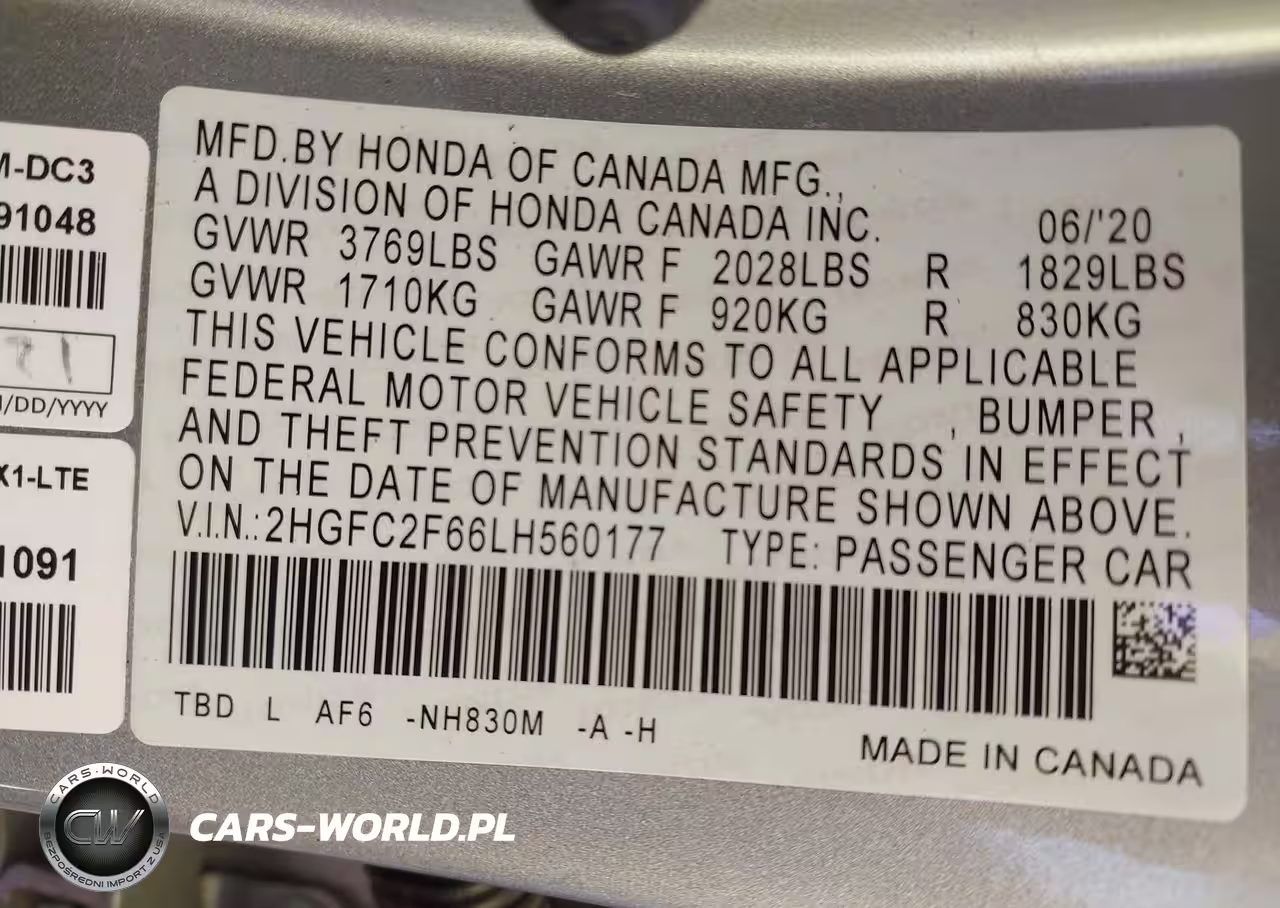 M-DC3
91048
/DD/YYYY
X1-LTE
1091
MFD.BY HONDA OF CANADA MFG.,
A DIVISION OF HONDA CANADA INC. 06/'20
GVWR 3769LBS GAWR F 2028LBS R 1829LBS
GVWR 1710KG GAWR F 920KG R 830KG
THIS VEHICLE CONFORMS TO ALL APPLICABLE
FEDERAL MOTOR VEHICLE SAFETY , BUMPER ,
AND THEFT PREVENTION STANDARDS IN EFFECT
ON THE DATE OF MANUFACTURE SHOWN ABOVE.
V.I.N.: 2HGFC2F66LH560177 TYPE: PASSENGER CAR
TBD L AF6 -NH830M -A -H
MADE IN CANADA
CARS-WORLD
CW
BEZPOŚREDNI IMPORT Z USA
CARS-WORLD.PL